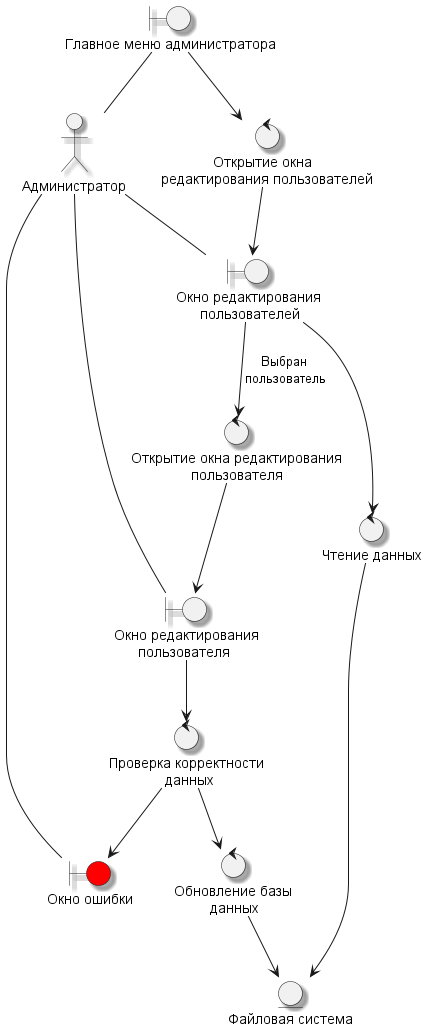 Главное меню администратора
Администратор
Открытие окна
редактирования пользователей
Окно редактирования
пользователей
Выбран
пользователь
Открытие окна редактирования
пользователя
Чтение данных
Окно редактирования
пользователя
Проверка корректности
данных
Окно ошибки
Обновление базы
данных
Файловая система